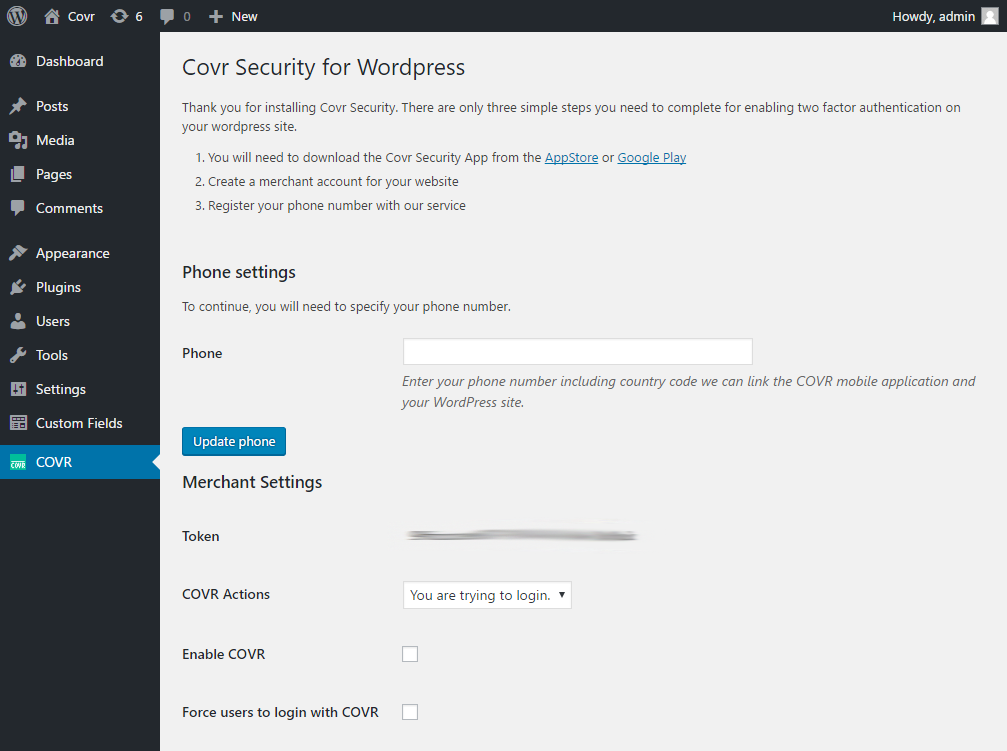 Covr 6 0 New Howdy, admin
Dashboard
Posts
Media
Pages
Comments
Appearance
Plugins
Users
Tools
Settings
Custom Fields
COVR
COVR
Covr Security for Wordpress
Thank you for installing Covr Security. There are only three simple steps you need to complete for enabling two factor authentication on
your wordpress site.
1. You will need to download the Covr Security App from the AppStore or Google Play
2. Create a merchant account for your website
3. Register your phone number with our service
Phone settings
To continue, you will need to specify your phone number.
Phone
Enter your phone number including country code we can link the COVR mobile application and
your WordPress site.
Update phone
Merchant Settings
Token
COVR Actions You are trying to login.
Enable COVR
Force users to login with COVR